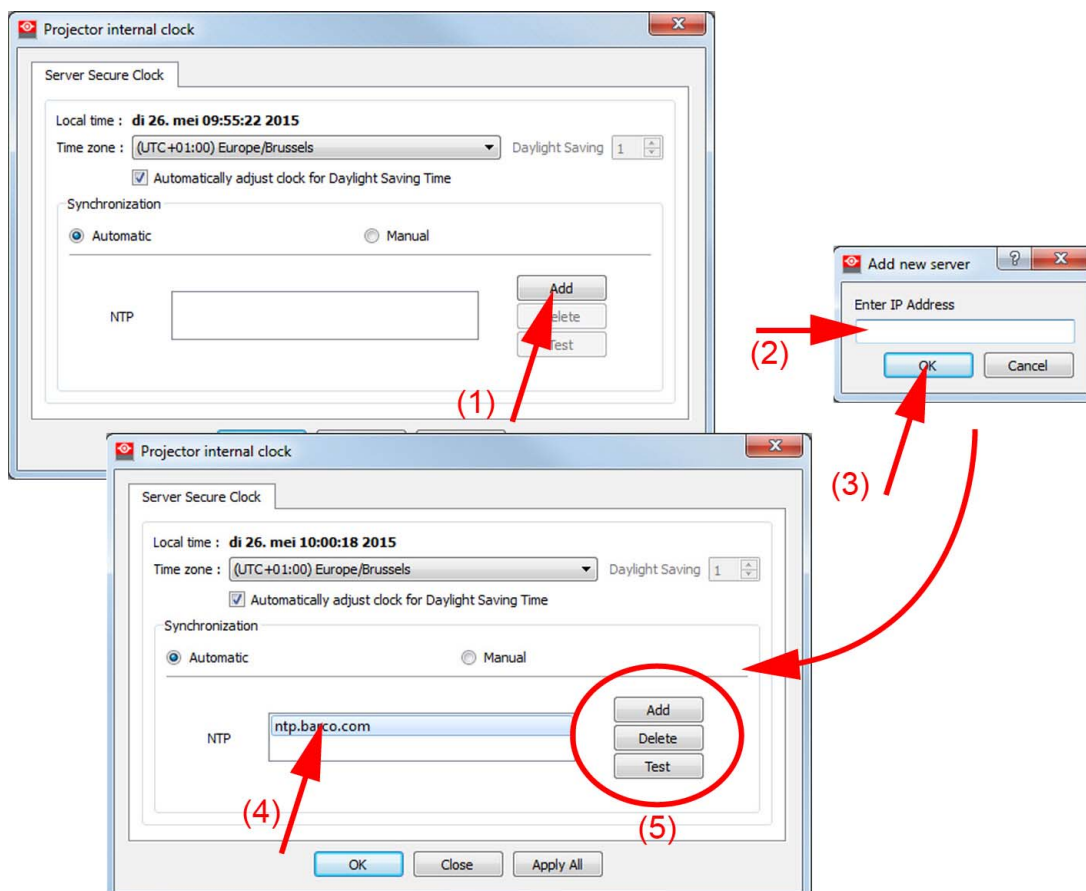 Projector internal clock
Server Secure Clock
Local time : di 26. mei 09:55:22 2015
Time zone : (UTC+01:00) Europe/Brussels Daylight Saving 1
Automatically adjust clock for Daylight Saving Time
Synchronization
Automatic Manual
Add
NTP
(1)
Add new server ?
Enter IP Address
(2)
OK Cancel
(3)
Projector internal clock
Server Secure Clock
Local time : di 26. mei 10:00:18 2015
Time zone : (UTC+01:00) Europe/Brussels Daylight Saving 1
Automatically adjust clock for Daylight Saving Time
Synchronization
Automatic Manual
Add
NTP ntp.barco.com Delete
Test
(4)
(5)
OK Close Apply All